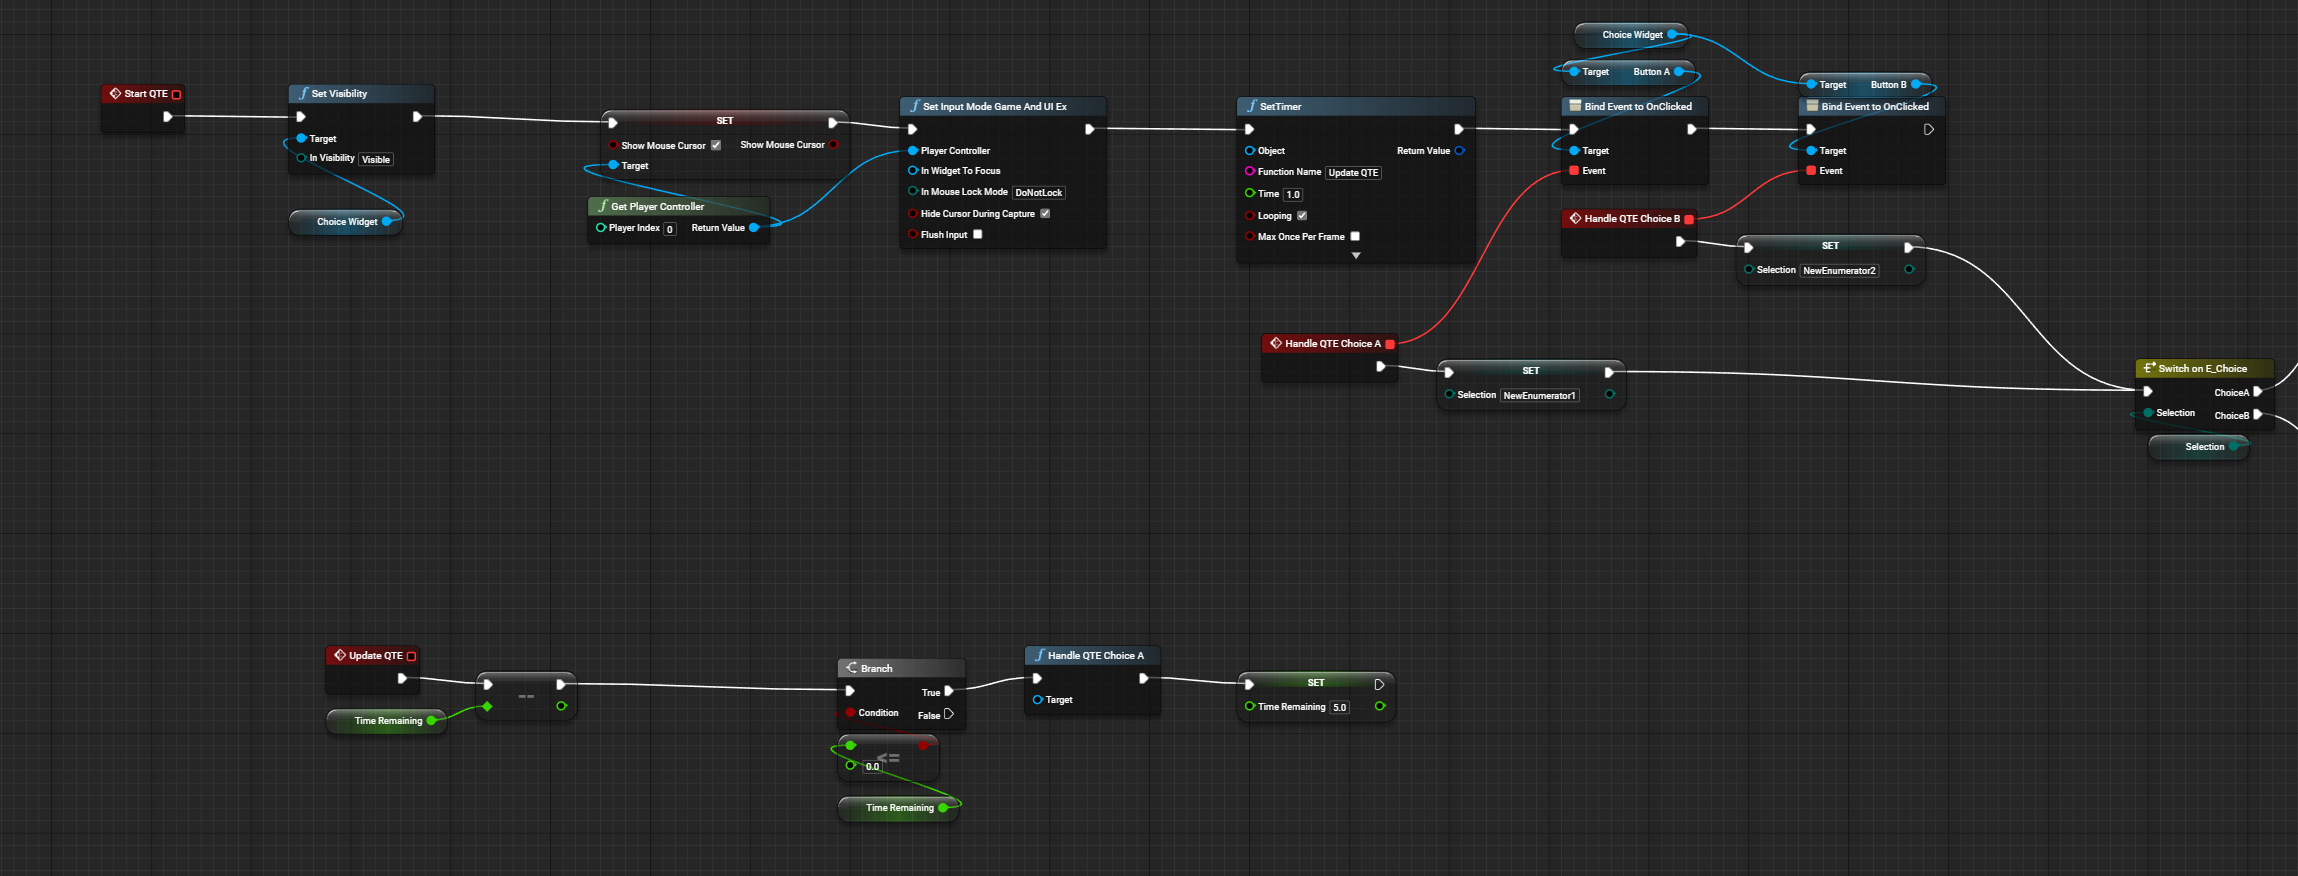 Start QTE
Set Visibility
Target
In Visibility Visible
Choice Widget
SET
Show Mouse Cursor Show Mouse Cursor
Target
Get Player Controller
Player Index 0 Return Value
Set Input Mode Game And UI Ex
Player Controller
In Widget To Focus
In Mouse Lock Mode DoNotLock
Hide Cursor During Capture
Flush Input
SetTimer
Object Return Value
Function Name Update QTE
Time 1.0
Looping
Max Once Per Frame
Choice Widget
Target Button A
Bind Event to OnClicked
Target
Event
Target Button B
Bind Event to OnClicked
Target
Event
Handle QTE Choice B
SET
Selection NewEnumerator2
Handle QTE Choice A
SET
Selection NewEnumerator1
Switch on E_Choice
ChoiceA
Selection ChoiceB
Selection
Update QTE
Time Remaining
--
Branch
True
Condition False
<=
0.0
Time Remaining
Handle QTE Choice A
Target
SET
Time Remaining 5.0